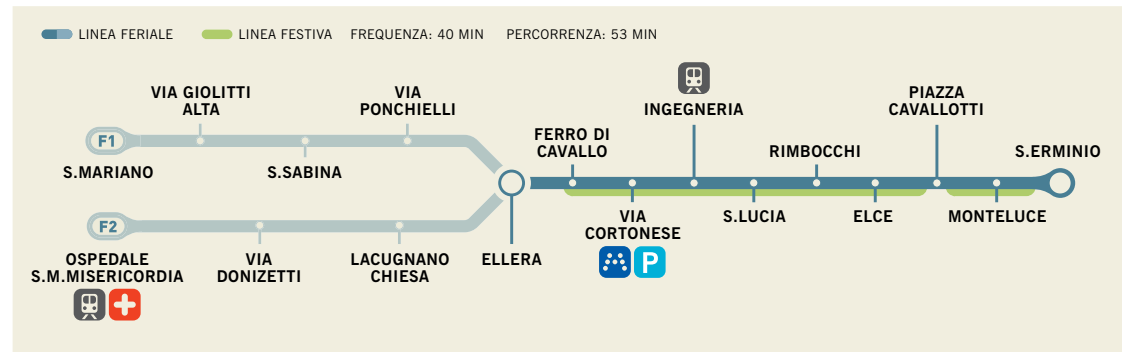 LINEA FERIALE
LINEA FESTIVA
FREQUENZA: 40 MIN
PERCORRENZA: 53 MIN
VIA GIOLITTI
ALTA
VIA
PONCHIELLI
F1
S.MARIANO
S.SABINA
F2
OSPEDALE
S.M.MISERICORDIA
VIA
DONIZETTI
LACUGNANO
CHIESA
ELLERA
FERRO DI
CAVALLO
VIA
CORTONESE
P
INGEGNERIA
S.LUCIA
RIMBOCCHI
ELCE
PIAZZA
CAVALLOTTI
MONTELUCE
S.ERMINIO